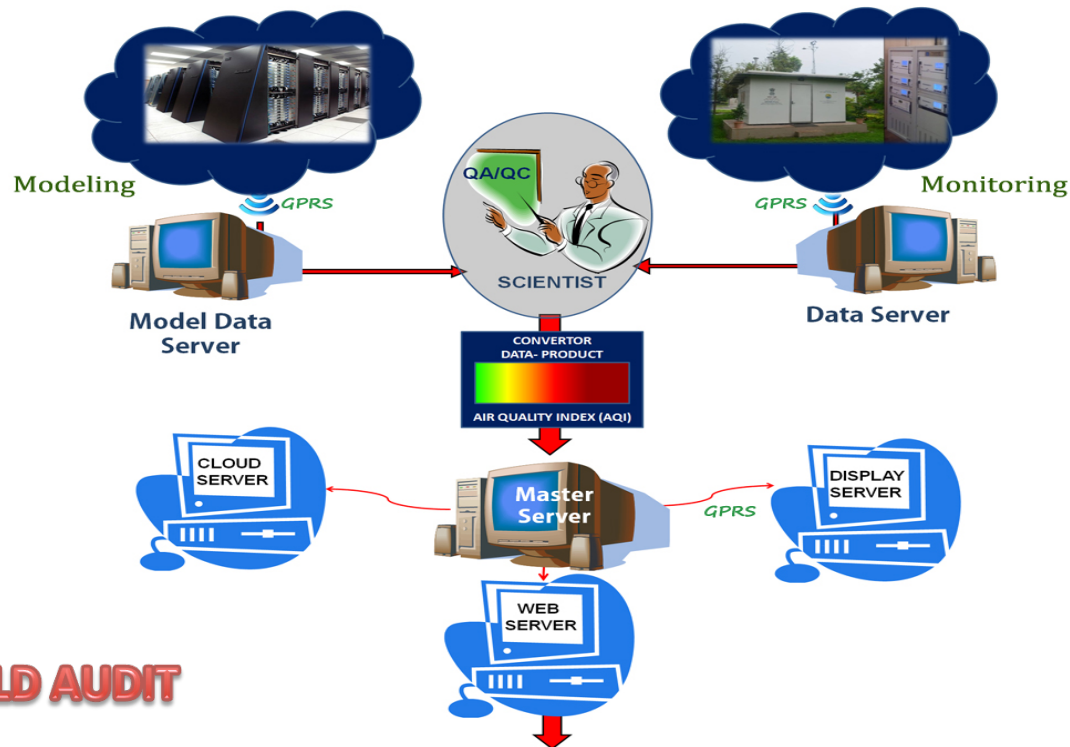 Modeling
GPRS
Model Data
Server
QA/QC
SCIENTIST
GPRS
Monitoring
Data Server
CONVERTOR
DATA- PRODUCT
AIR QUALITY INDEX (AQI)
CLOUD
SERVER
Master
Server
GPRS
DISPLAY
SERVER
WEB
SERVER
LD AUDIT